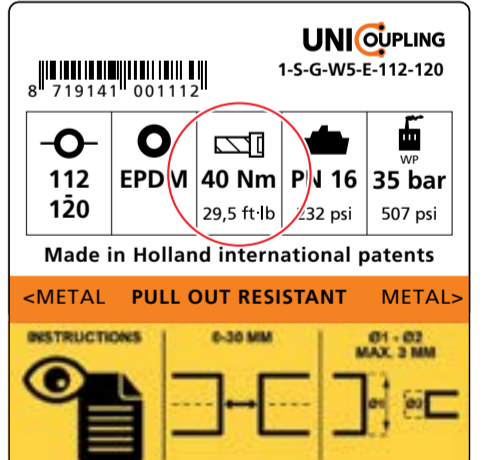 UNICOUPLING
1-S-G-W5-E-112-120
8 719141 001112
112
120
EPDM
40 Nm
29,5 ft·lb
PN 16
232 psi
WP
35 bar
507 psi
Made in Holland international patents
<METAL PULL OUT RESISTANT METAL>
INSTRUCTIONS
0-30 MM
Ø1 - Ø2
MAX. 3 MM
Ø1
Ø2